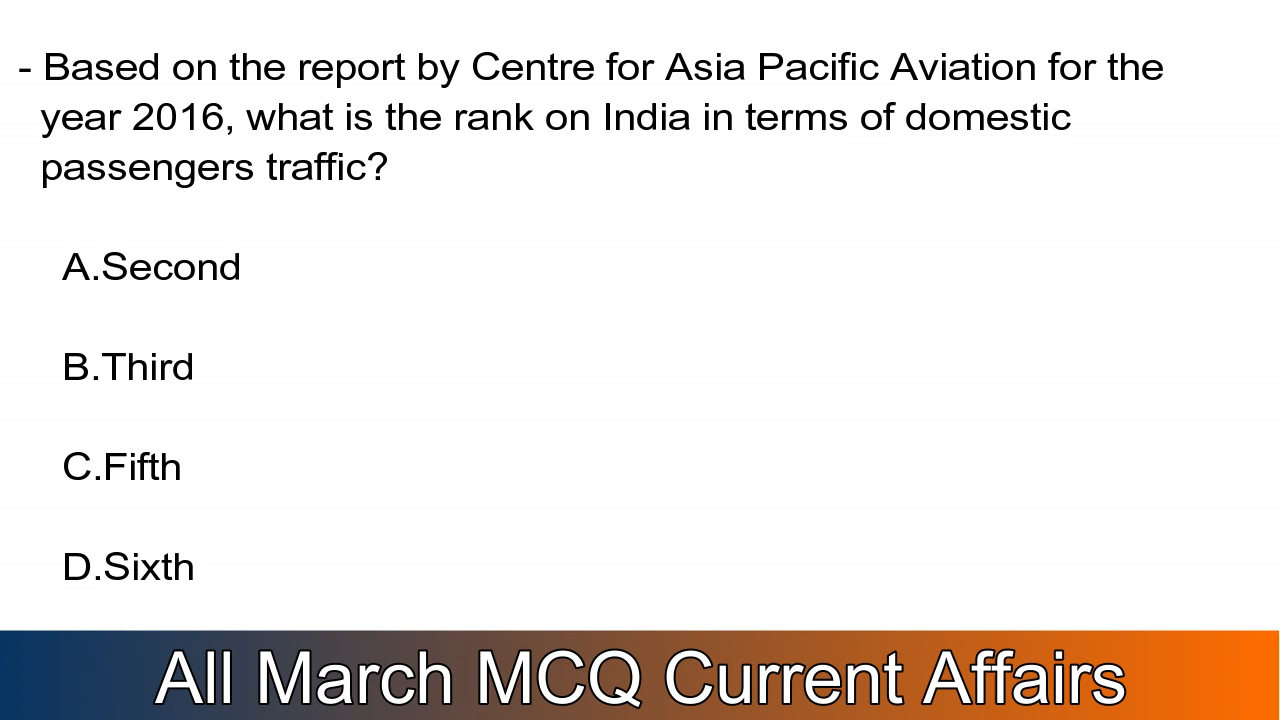 - Based on the report by Centre for Asia Pacific Aviation for the
year 2016, what is the rank on India in terms of domestic
passengers traffic?
A.Second
B.Third
C.Fifth
D.Sixth
All March MCQ Current Affairs